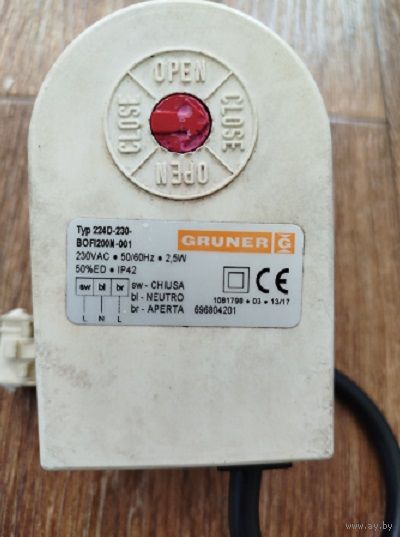 OPEN
CLOSE
CLOSE
OPEN
Typ 224D-230-
BOFI200N-001
GRUNER
230VAC • 50/60Hz • 2,5W
50%ED • IP42
sw bl br
L N L
sw - CHIUSA
bl - NEUTRO
br - APERTA
CE
1081798 • 03 • 13/17
696804201
www.ay.by